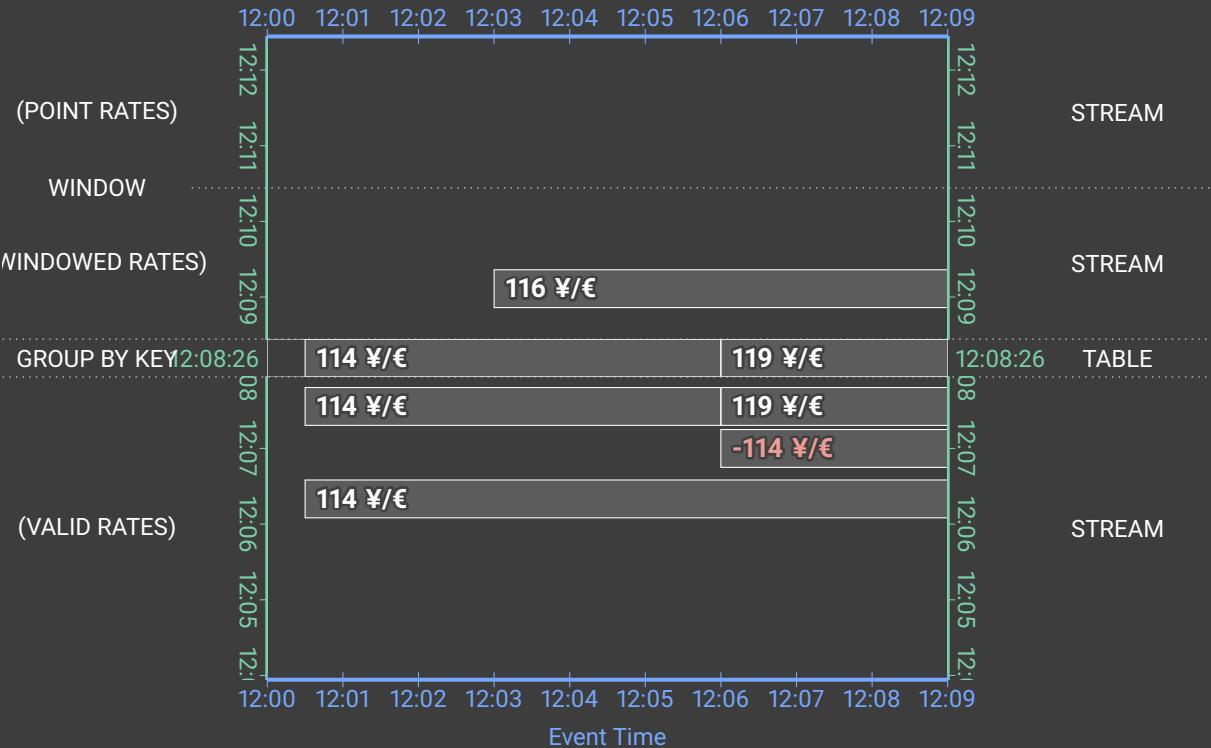 12:00 12:01 12:02 12:03 12:04 12:05 12:06 12:07 12:08 12:09
12:12 12:12
(POINT RATES) STREAM
12:11 12:11
WINDOW
12:10 12:10
WINDOWED RATES) STREAM
116 ¥/€
12:09 12:09
GROUP BY KEY 12:08:26 114 ¥/€ 119 ¥/€ 12:08:26 TABLE
08 08
114 ¥/€ 119 ¥/€
12:07 -114 ¥/€ 12:07
114 ¥/€
(VALID RATES) 12:06 12:06 STREAM
12:05 12:05
12: 12:
12:00 12:01 12:02 12:03 12:04 12:05 12:06 12:07 12:08 12:09
Event Time